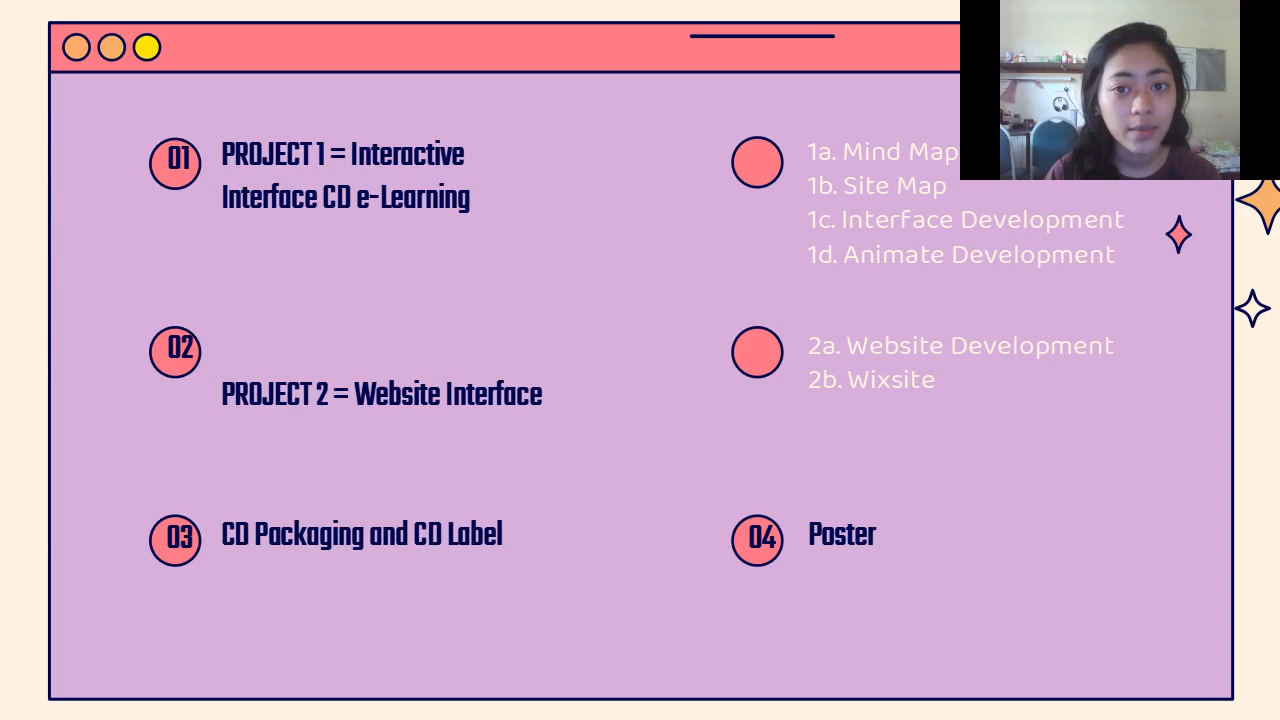 01
PROJECT 1 = Interactive
Interface CD e-Learning
1a. Mind Map
1b. Site Map
1c. Interface Development
1d. Animate Development
02
PROJECT 2 = Website Interface
2a. Website Development
2b. Wixsite
03
CD Packaging and CD Label
04
Poster